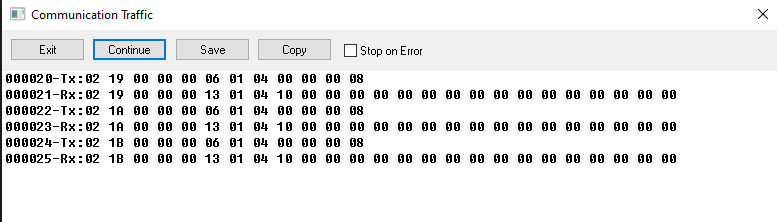 Communication Traffic
Exit Continue Save Copy Stop on Error
000020-Tx:02 19 00 00 00 06 01 04 00 00 00 08
000021-Rx:02 19 00 00 00 13 01 04 10 00 00 00 00 00 00 00 00 00 00 00 00 00 00 00 00
000022-Tx:02 1A 00 00 00 06 01 04 00 00 00 08
000023-Rx:02 1A 00 00 00 13 01 04 10 00 00 00 00 00 00 00 00 00 00 00 00 00 00 00 00
000024-Tx:02 1B 00 00 00 06 01 04 00 00 00 08
000025-Rx:02 1B 00 00 00 13 01 04 10 00 00 00 00 00 00 00 00 00 00 00 00 00 00 00 00